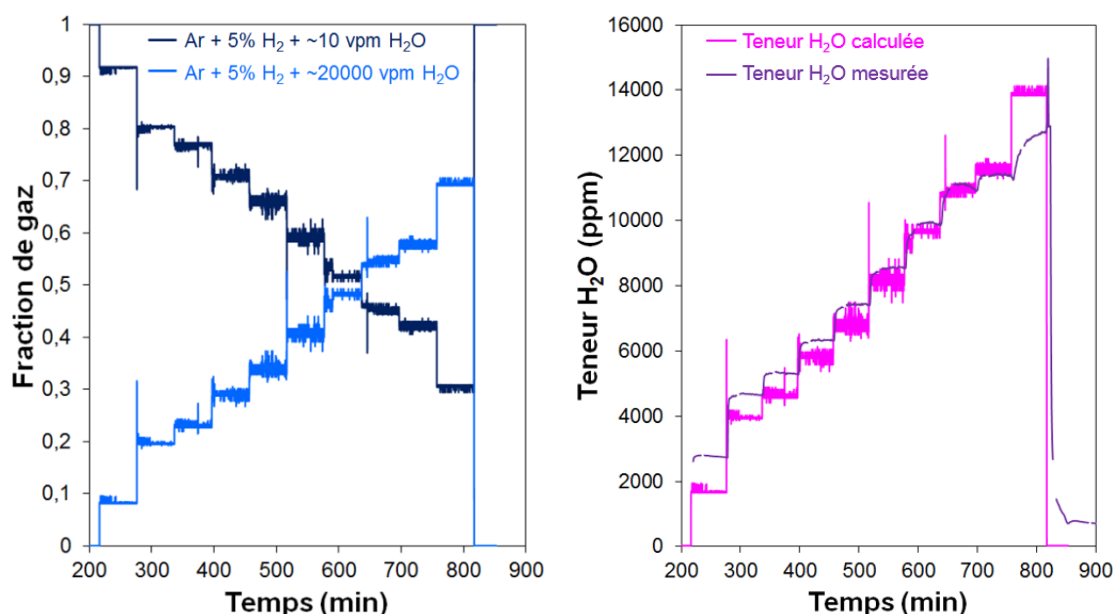 Fraction de gaz
1
0,9
0,8
0,7
0,6
0,5
0,4
0,3
0,2
0,1
0
Ar + 5% H₂ + ~10 vpm H₂O
Ar + 5% H₂ + ~20000 vpm H₂O
200 300 400 500 600 700 800 900
Temps (min)
Teneur H₂O (ppm)
16000
14000
12000
10000
8000
6000
4000
2000
0
Teneur H₂O calculée
Teneur H₂O mesurée
200 300 400 500 600 700 800 900
Temps (min)